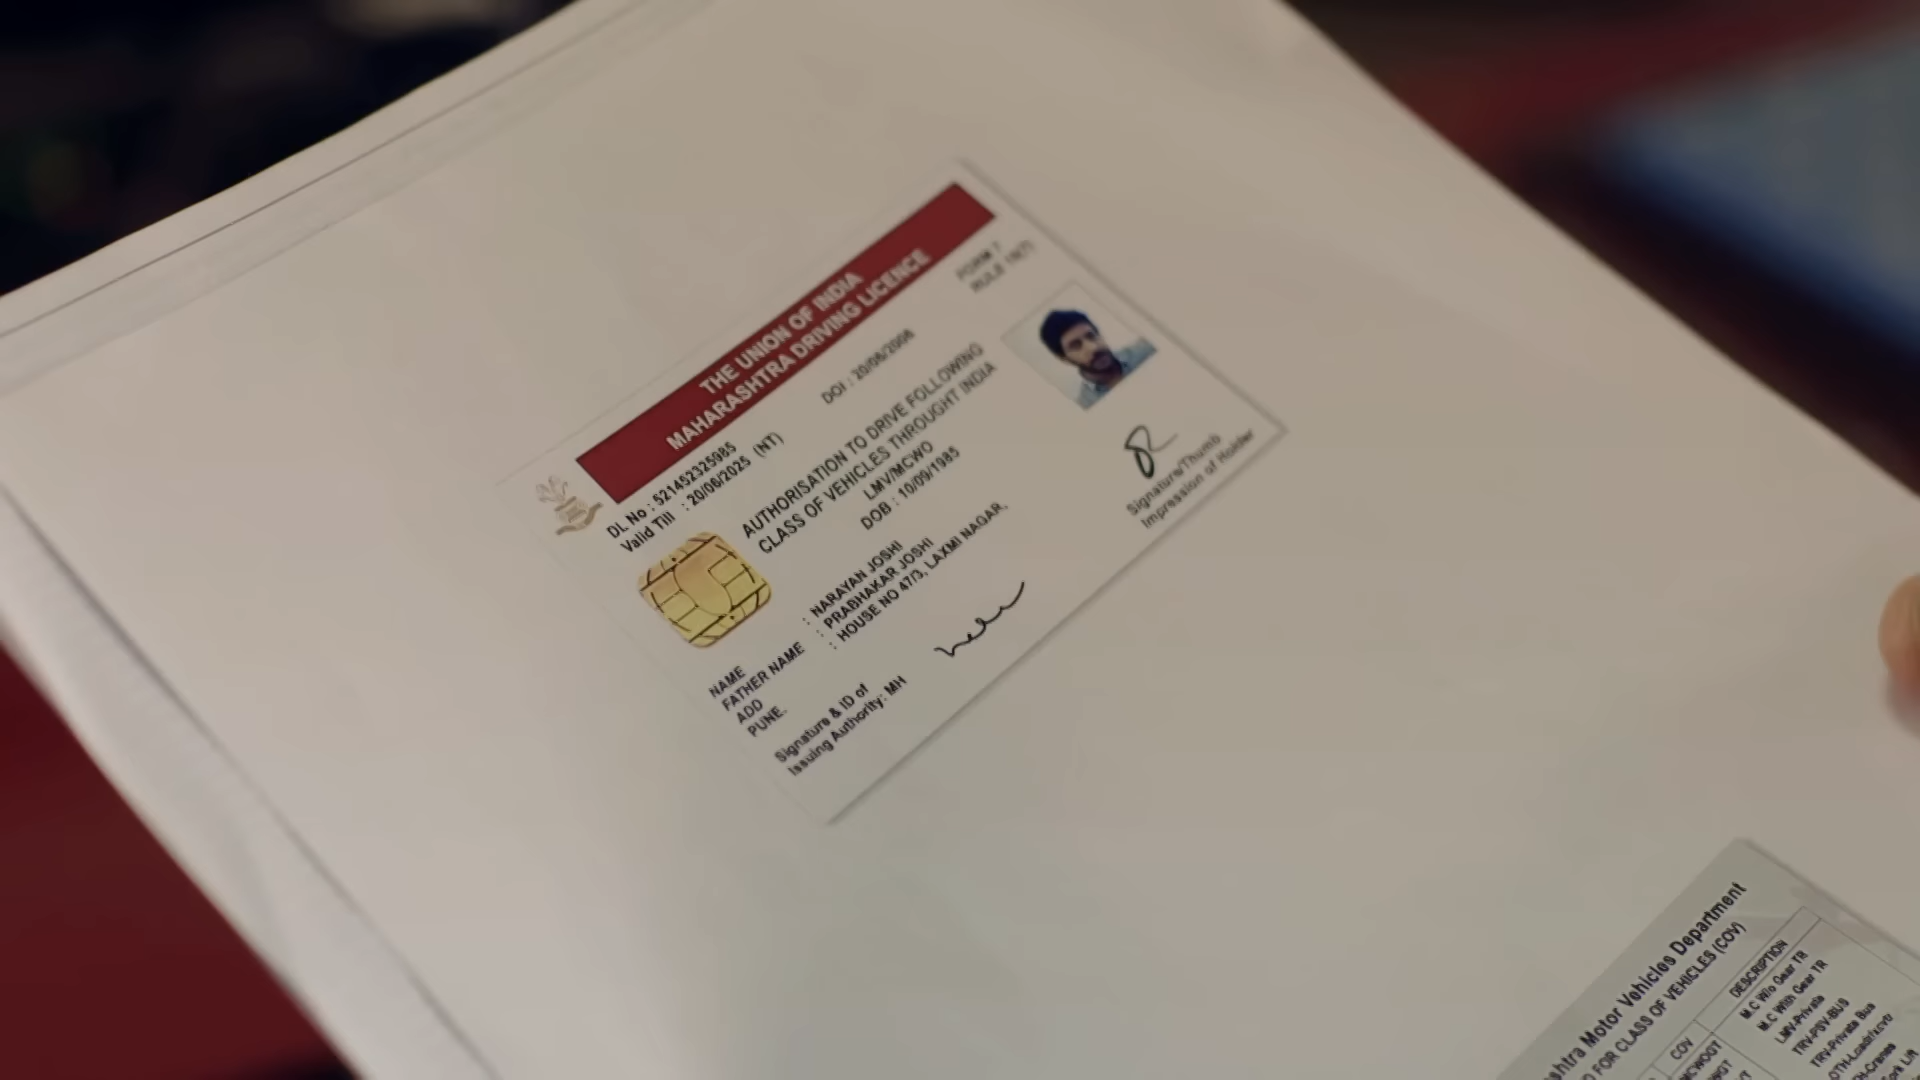 THE UNION OF INDIA
MAHARASHTRA DRIVING LICENCE
FORM 7
RULE 16(1)
DL No : 521452325985
DOI : 20/06/2006
Valid Till : 20/06/2025 (NT)
AUTHORISATION TO DRIVE FOLLOWING
CLASS OF VEHICLES THROUGHT INDIA
LMV/MCWO
DOB : 10/09/1985
Signature/Thumb
Impression of Holder
NAME : NARAYAN JOSHI
FATHER NAME : PRABHAKAR JOSHI
ADD : HOUSE NO 47/3, LAXMI NAGAR,
PUNE.
Signature & ID of
Issuing Authority: MH
Motor Vehicles Department
FOR CLASS OF VEHICLES (COV)
COV DESCRIPTION
M.C W/o Gear TR
M.C With Gear TR
LMV-Private
TRV-PSV-BUS
TRV-Private Bus